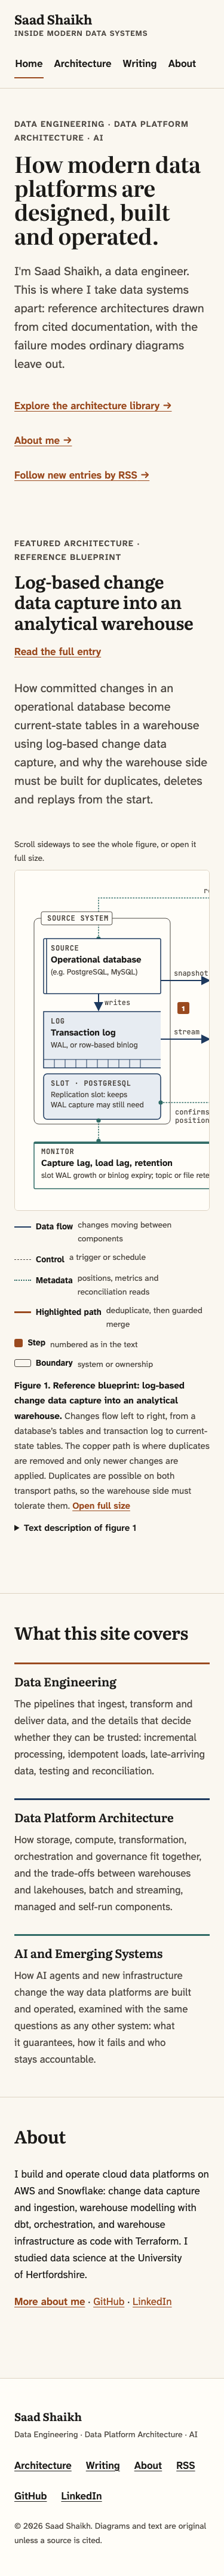 Saad Shaikh
INSIDE MODERN DATA SYSTEMS
Home Architecture Writing About
DATA ENGINEERING · DATA PLATFORM
ARCHITECTURE · AI
How modern data
platforms are
designed, built
and operated.
I'm Saad Shaikh, a data engineer.
This is where I take data systems
apart: reference architectures drawn
from cited documentation, with the
failure modes ordinary diagrams
leave out.
Explore the architecture library →
About me →
Follow new entries by RSS →
FEATURED ARCHITECTURE ·
REFERENCE BLUEPRINT
Log-based change
data capture into an
analytical warehouse
Read the full entry
How committed changes in an
operational database become
current-state tables in a warehouse
using log-based change data
capture, and why the warehouse side
must be built for duplicates, deletes
and replays from the start.
Scroll sideways to see the whole figure, or open it
full size.
SOURCE SYSTEM
SOURCE
Operational database
(e.g. PostgreSQL, MySQL)
snapshot
writes
1
LOG
Transaction log
WAL, or row-based binlog
stream
SLOT · POSTGRESQL
Replication slot: keeps
WAL capture may still need
confirms
position
MONITOR
Capture lag, load lag, retention
slot WAL growth or binlog expiry; topic or file rete
Data flow changes moving between
components
Control a trigger or schedule
Metadata positions, metrics and
reconciliation reads
Highlighted path deduplicate, then guarded
merge
Step numbered as in the text
Boundary system or ownership
Figure 1. Reference blueprint: log-based
change data capture into an analytical
warehouse. Changes flow left to right, from a
database's tables and transaction log to current-
state tables. The copper path is where duplicates
are removed and only newer changes are
applied. Duplicates are possible on both
transport paths, so the warehouse side must
tolerate them. Open full size
▶ Text description of figure 1
What this site covers
Data Engineering
The pipelines that ingest, transform and
deliver data, and the details that decide
whether they can be trusted: incremental
processing, idempotent loads, late-arriving
data, testing and reconciliation.
Data Platform Architecture
How storage, compute, transformation,
orchestration and governance fit together,
and the trade-offs between warehouses
and lakehouses, batch and streaming,
managed and self-run components.
AI and Emerging Systems
How AI agents and new infrastructure
change the way data platforms are built
and operated, examined with the same
questions as any other system: what
it guarantees, how it fails and who
stays accountable.
About
I build and operate cloud data platforms on
AWS and Snowflake: change data capture
and ingestion, warehouse modelling with
dbt, orchestration, and warehouse
infrastructure as code with Terraform. I
studied data science at the University
of Hertfordshire.
More about me · GitHub · LinkedIn
Saad Shaikh
Data Engineering · Data Platform Architecture · AI
Architecture Writing About RSS
GitHub LinkedIn
© 2026 Saad Shaikh. Diagrams and text are original
unless a source is cited.